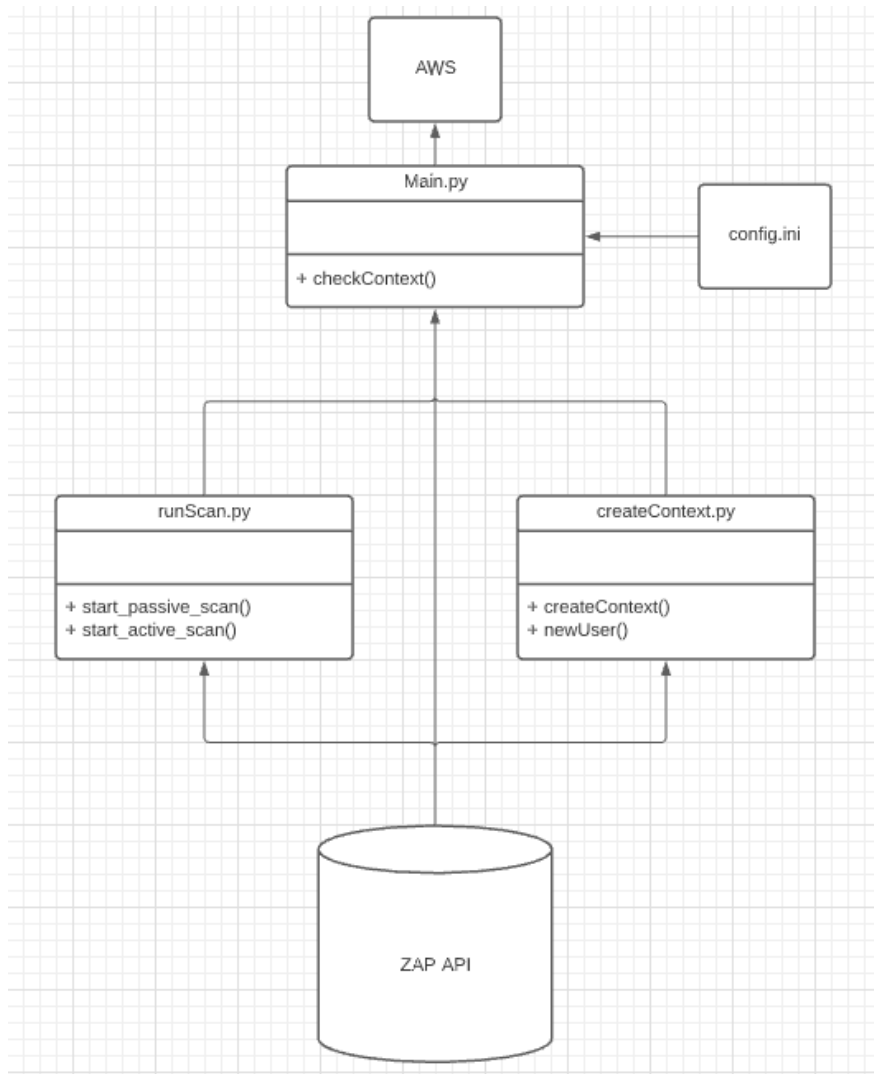 AWS
Main.py
config.ini
+ checkContext()
runScan.py
createContext.py
+ start_passive_scan()
+ start_active_scan()
+ createContext()
+ newUser()
ZAP API